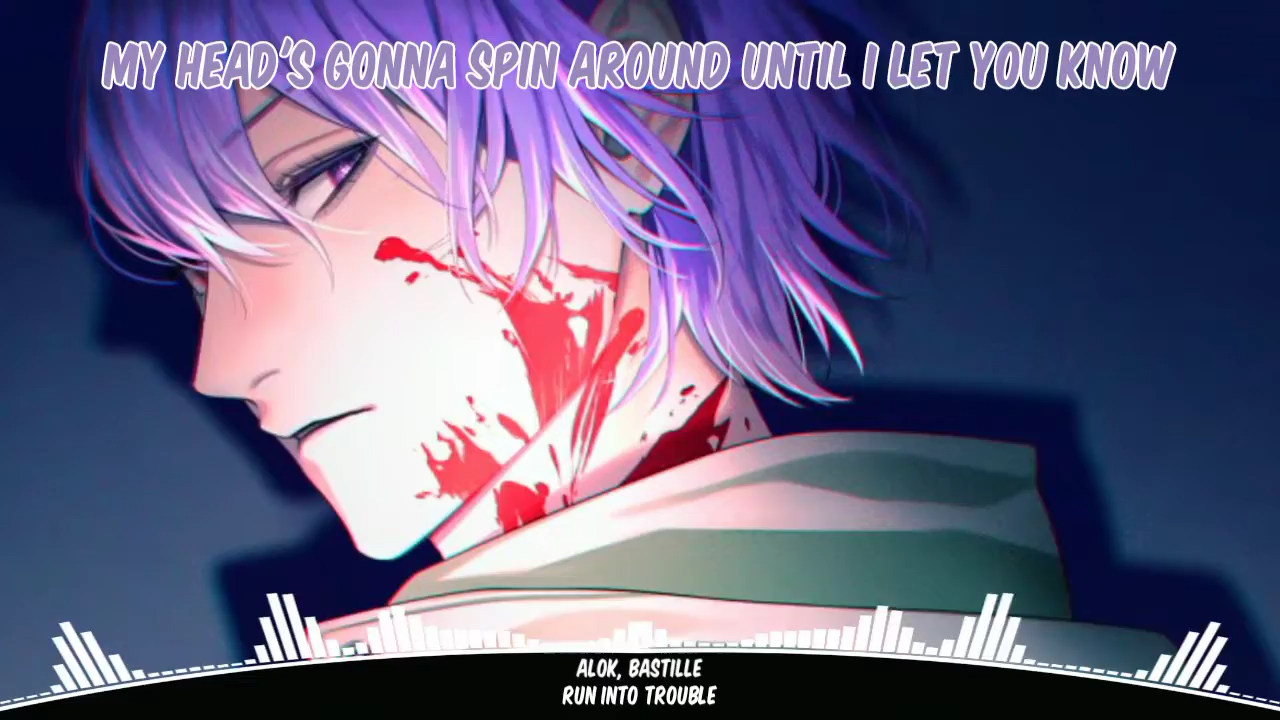 MY HEAD'S GONNA SPIN AROUND UNTIL I LET YOU KNOW
ALOK, BASTILLE
RUN INTO TROUBLE